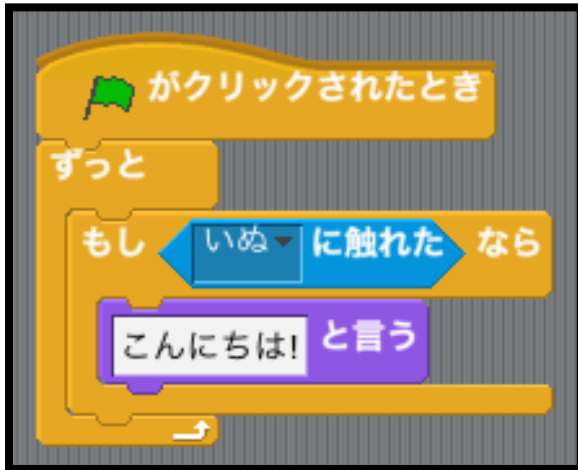 がクリックされたとき
ずっと
もし いぬ に触れた なら
こんにちは! と言う